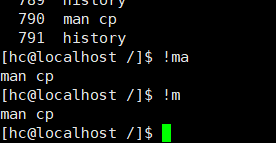 789 history
790 man cp
791 history
[hc@localhost /]$ !ma
man cp
[hc@localhost /]$ !m
man cp
[hc@localhost /]$